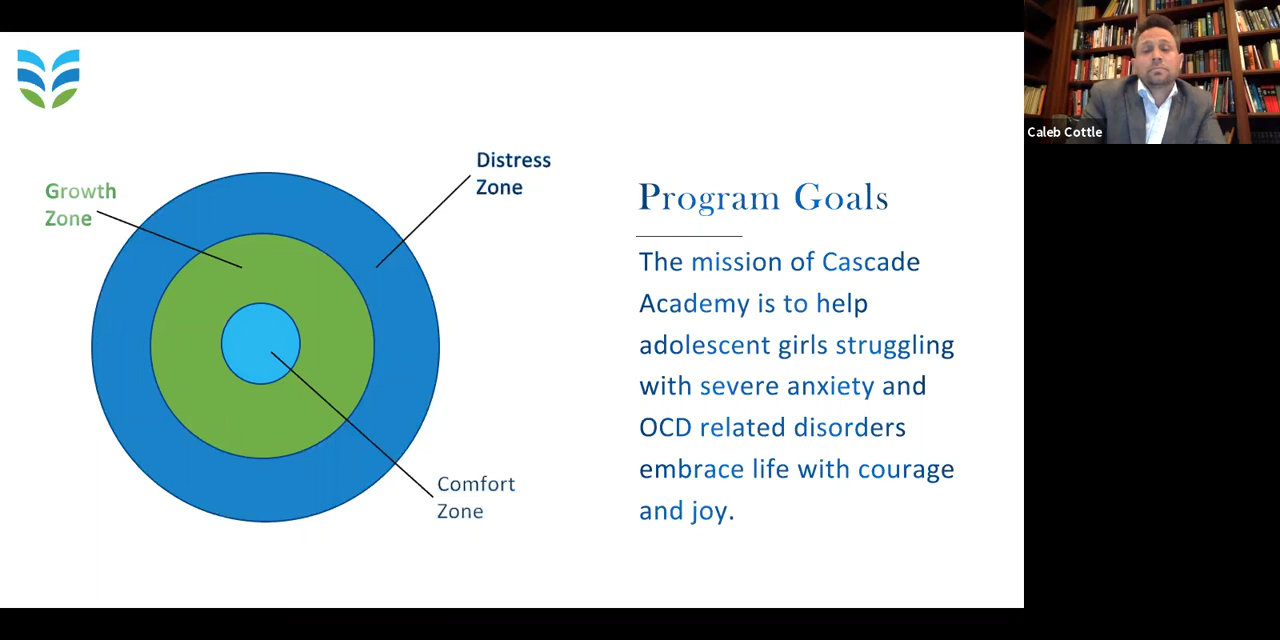 Growth
Zone
Distress
Zone
Comfort
Zone
Program Goals
The mission of Cascade
Academy is to help
adolescent girls struggling
with severe anxiety and
OCD related disorders
embrace life with courage
and joy.
Caleb Cottle